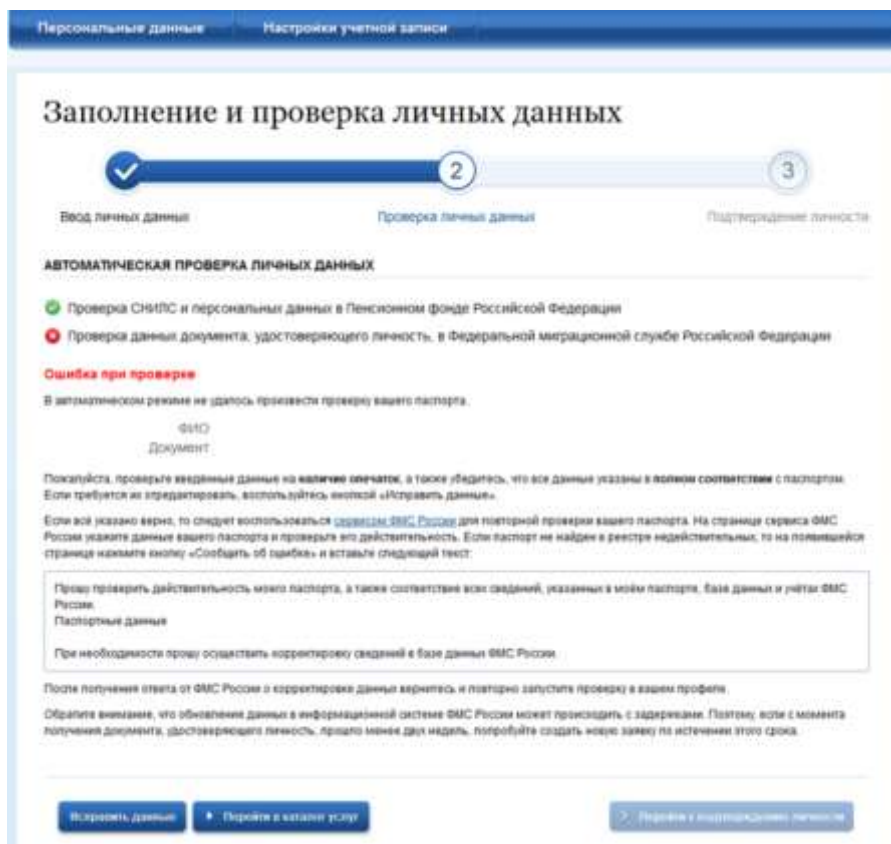 Персональные данные Настройки учетной записи
Заполнение и проверка личных данных
2 3
Ввод личных данных Проверка личных данных Подтверждение личности
АВТОМАТИЧЕСКАЯ ПРОВЕРКА ЛИЧНЫХ ДАННЫХ
Проверка СНИЛС и персональных данных в Пенсионном фонде Российской Федерации
Проверка данных документа, удостоверяющего личность, в Федеральной миграционной службе Российской Федерации
Ошибка при проверке
В автоматическом режиме не удалось произвести проверку вашего паспорта.
ФИО
Документ
Пожалуйста, проверьте введённые данные на наличие опечаток, а также убедитесь, что все данные указаны в полном соответствии с паспортом.
Если требуется их отредактировать, воспользуйтесь кнопкой «Исправить данные».
Если всё указано верно, то следует воспользоваться сервисом ФМС России для повторной проверки вашего паспорта. На странице сервиса ФМС
России укажите данные вашего паспорта и проверьте его действительность. Если паспорт не найден в реестре недействительных, то на появившейся
странице нажмите кнопку «Сообщить об ошибке» и вставьте следующий текст:
Прошу проверить действительность моего паспорта, а также соответствие всех сведений, указанных в моём паспорте, базе данных и учётах ФМС
России.
Паспортные данные
При необходимости прошу осуществить корректировку сведений в базе данных ФМС России.
После получения ответа от ФМС России о корректировке данных вернитесь и повторно запустите проверку в вашем профиле.
Обратите внимание, что обновление данных в информационной системе ФМС России может происходить с задержками. Поэтому, если с момента
получения документа, удостоверяющего личность, прошло менее двух недель, попробуйте создать новую заявку по истечении этого срока.
Исправить данные Перейти в каталог услуг Перейти к подтверждению личности